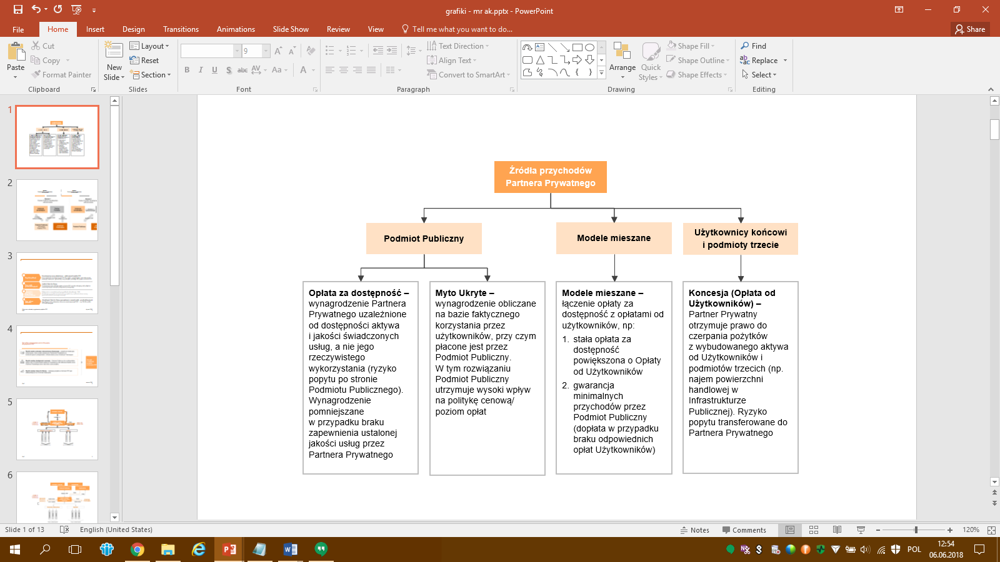 grafiki - mr ak.pptx - PowerPoint
File Home Insert Design Transitions Animations Slide Show Review View Tell me what you want to do... Share
Paste
Cut
Copy
Format Painter
Clipboard
New
Slide
Layout
Reset
Section
Slides
9
B I U S abc AV Aa A
Font
Text Direction
Align Text
Convert to SmartArt
Paragraph
Arrange
Quick
Styles
Shape Fill
Shape Outline
Shape Effects
Drawing
Find
Replace
Select
Editing
1
2
3
4
5
6
Źródła przychodów
Partnera Prywatnego
Podmiot Publiczny
Modele mieszane
Użytkownicy końcowi
i podmioty trzecie
Opłata za dostępność –
wynagrodzenie Partnera
Prywatnego uzależnione
od dostępności aktywa
i jakości świadczonych
usług, a nie jego
rzeczywistego
wykorzystania (ryzyko
popytu po stronie
Podmiotu Publicznego).
Wynagrodzenie
pomniejszane
w przypadku braku
zapewnienia ustalonej
jakości usług przez
Partnera Prywatnego
Myto Ukryte –
wynagrodzenie obliczane
na bazie faktycznego
korzystania przez
użytkowników, przy czym
płacone jest przez
Podmiot Publiczny.
W tym rozwiązaniu
Podmiot Publiczny
utrzymuje wysoki wpływ
na politykę cenową/
poziom opłat
Modele mieszane –
łączenie opłaty za
dostępność z opłatami od
użytkowników, np:
1. stała opłata za
dostępność
powiększona o Opłaty
od Użytkowników
2. gwarancja
minimalnych
przychodów przez
Podmiot Publiczny
(dopłata w przypadku
braku odpowiednich
opłat Użytkowników)
Koncesja (Opłata od
Użytkowników) –
Partner Prywatny
otrzymuje prawo do
czerpania pożytków
z wybudowanego aktywa
od Użytkowników i
podmiotów trzecich (np.
najem powierzchni
handlowej w
Infrastrukturze
Publicznej). Ryzyko
popytu transferowane do
Partnera Prywatnego
Slide 1 of 13 English (United States) Notes Comments 120%
POL
12:54
06.06.2018